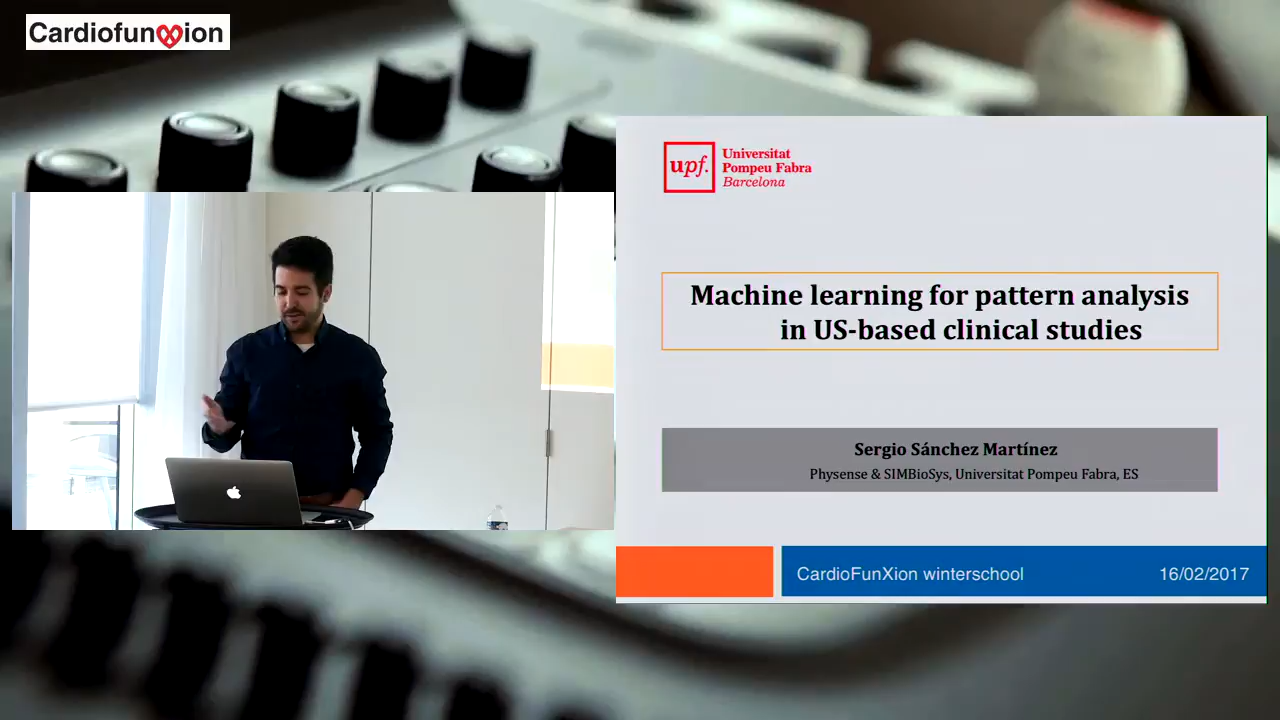 Cardiofunxion
upf.
Universitat
Pompeu Fabra
Barcelona
Machine learning for pattern analysis
in US-based clinical studies
Sergio Sánchez Martínez
Physense & SIMBioSys, Universitat Pompeu Fabra, ES
CardioFunXion winterschool
16/02/2017